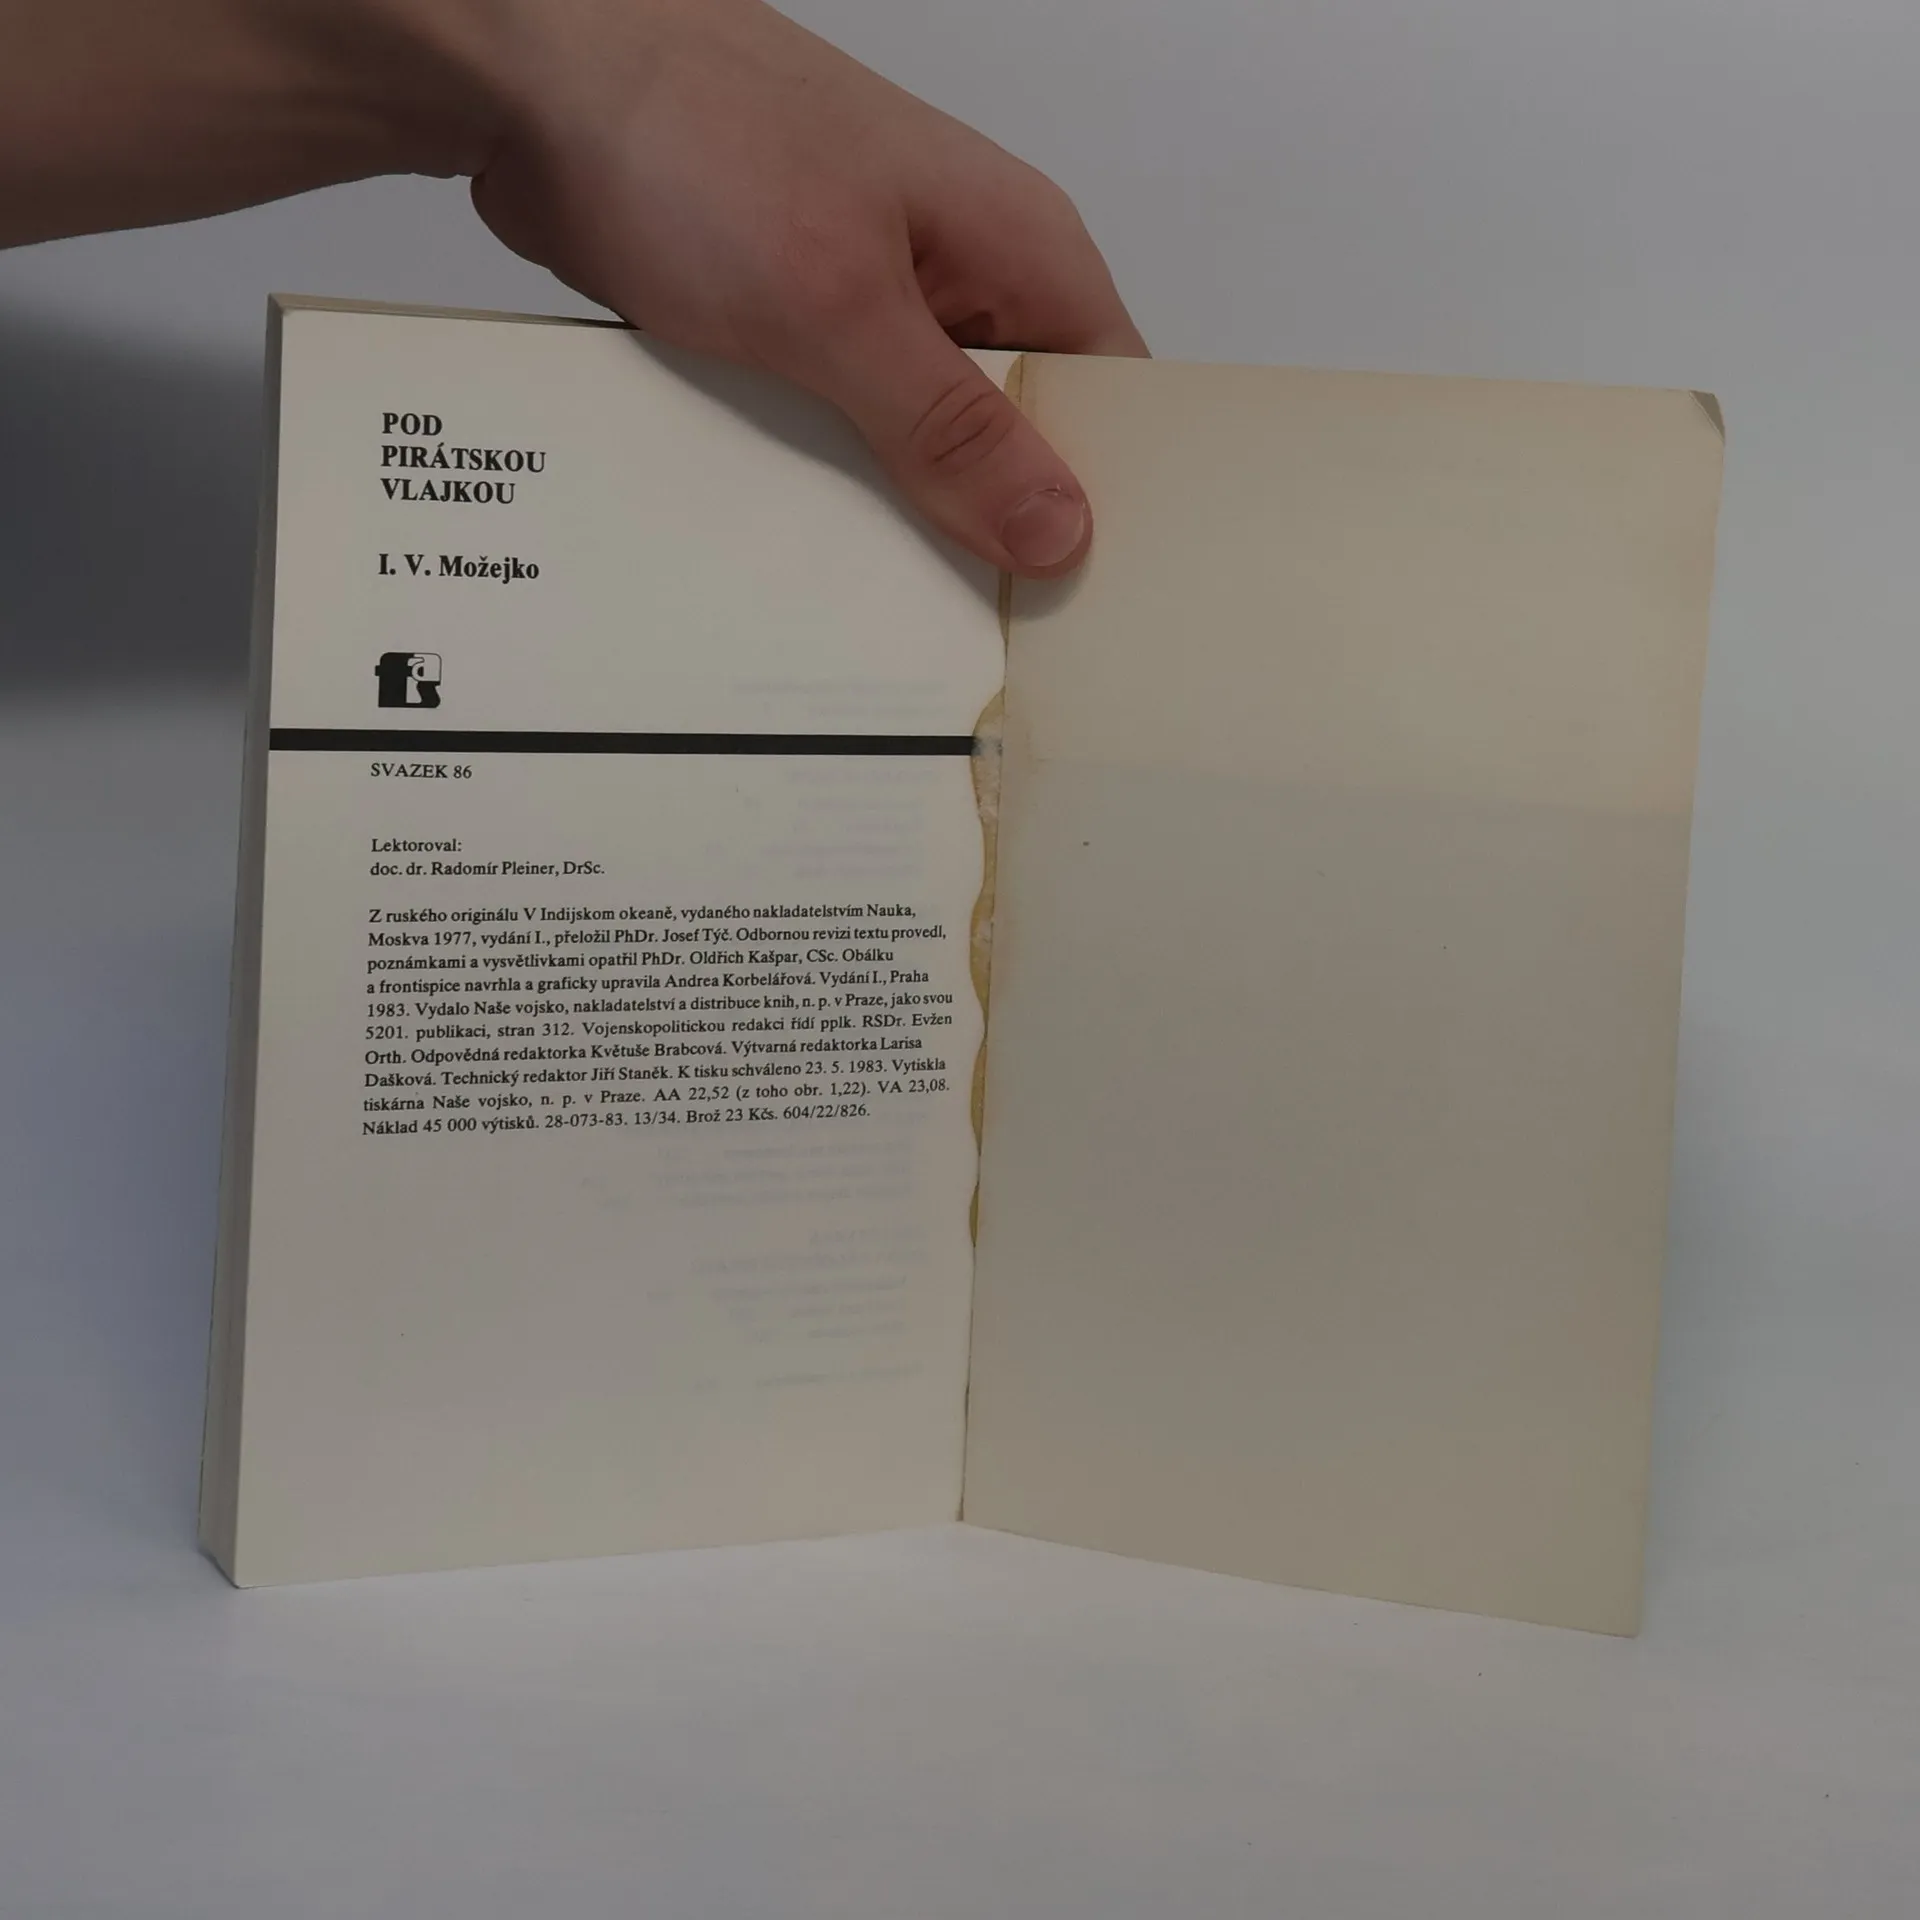 POD
PIRÁTSKOU
VLAJKOU
I. V. Možejko
fas
SVAZEK 86
Lektoroval:
doc. dr. Radomír Pleiner, DrSc.
Z ruského originálu V Indijskom okeaně, vydaného nakladatelstvím Nauka,
Moskva 1977, vydání I., přeložil PhDr. Josef Týč. Odbornou revizi textu provedl,
poznámkami a vysvětlivkami opatřil PhDr. Oldřich Kašpar, CSc. Obálku
a frontispice navrhla a graficky upravila Andrea Korbelářová. Vydání I., Praha
1983. Vydalo Naše vojsko, nakladatelství a distribuce knih, n. p. v Praze, jako svou
5201. publikaci, stran 312. Vojenskopolitickou redakci řídí pplk. RSDr. Evžen
Orth. Odpovědná redaktorka Květuše Brabcová. Výtvarná redaktorka Larisa
Dašková. Technický redaktor Jiří Staněk. K tisku schváleno 23. 5. 1983. Vytiskla
tiskárna Naše vojsko, n. p. v Praze. AA 22,52 (z toho obr. 1,22). VA 23,08.
Náklad 45 000 výtisků. 28-073-83. 13/34. Brož 23 Kčs. 604/22/826.